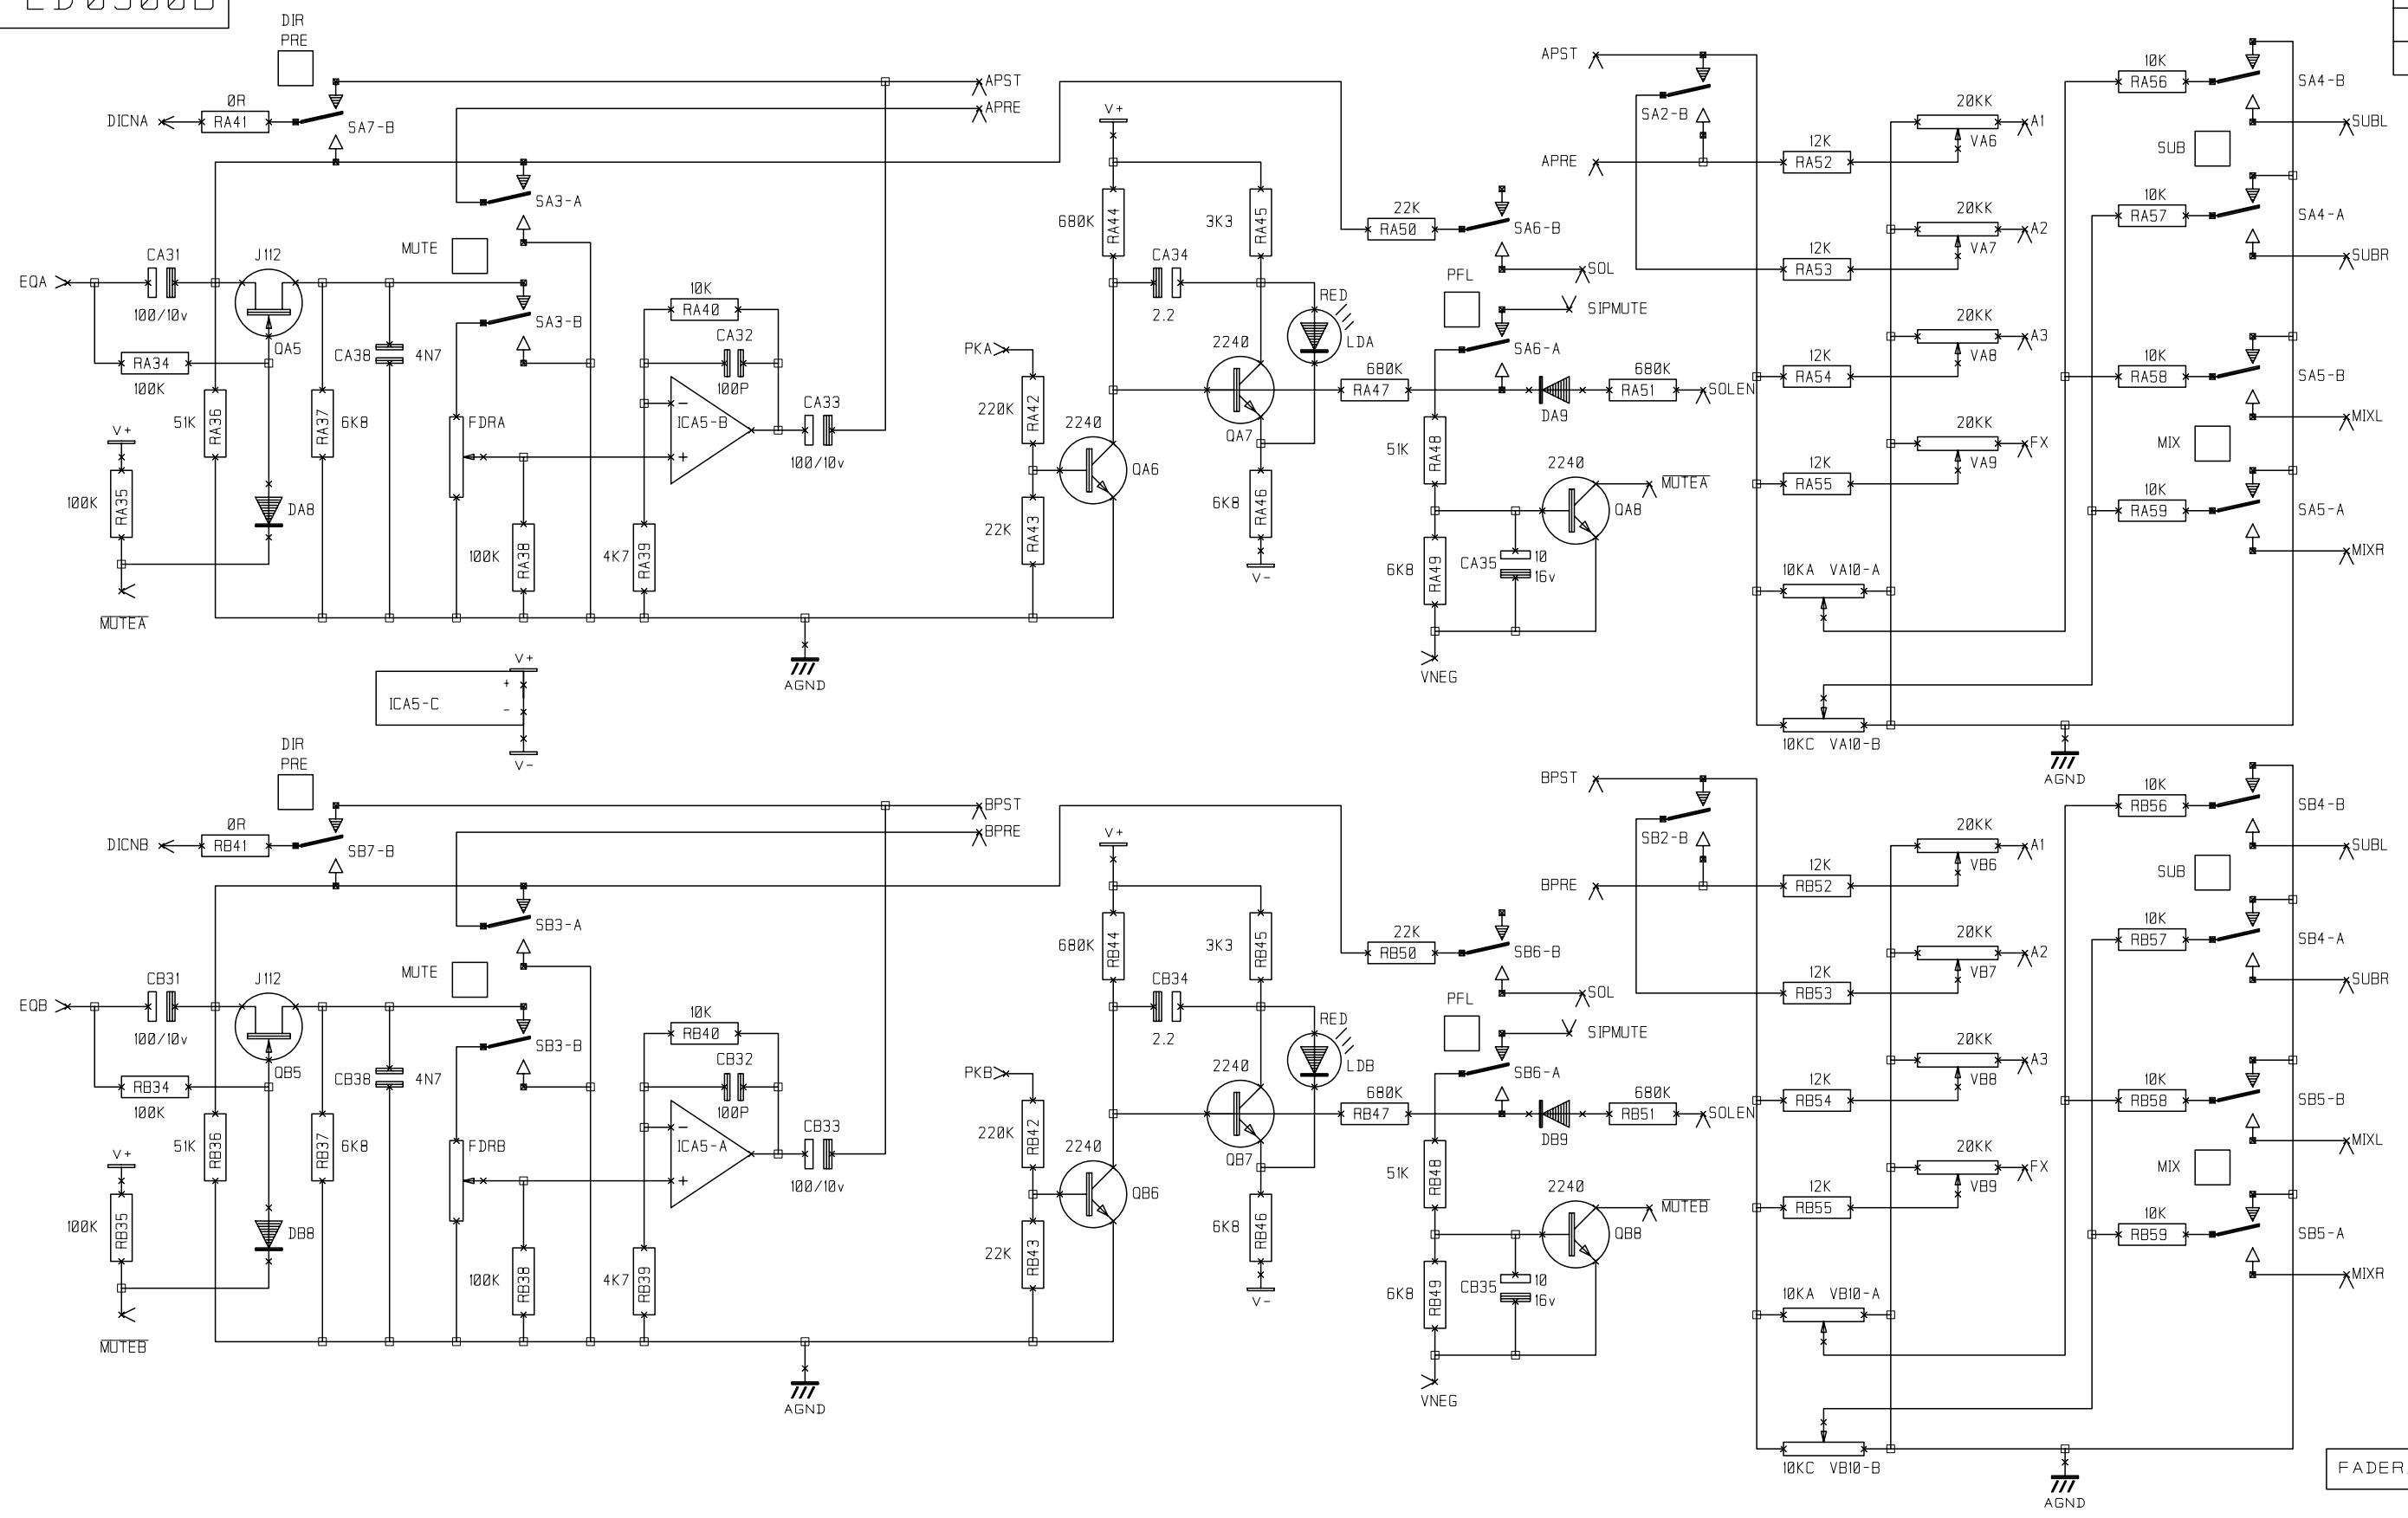 DIR
PRE
APST
APST
10K
RA56
SA4-B
0R
DICNA
RA41
SA7-B
APRE
V+
SA2-B
20KK
A1
SUBL
VA6
12K
RA52
APRE
SUB
SA3-A
680K
RA44
3K3
RA45
22K
RA50
SA6-B
20KK
A2
VA7
10K
RA57
SA4-A
MUTE
CA31
J112
EQA
100/10v
CA34
2.2
SOL
12K
RA53
SUBR
PFL
RED
SIPMUTE
10K
RA40
SA3-B
QA5
CA38
4N7
CA32
100P
2240
LDA
SA6-A
20KK
A3
VA8
RA34
100K
PKA
12K
RA54
10K
RA58
SA5-B
680K
RA47
DA9
680K
RA51
SOLEN
51K
RA36
RA37
6K8
FDRA
ICA5-B
CA33
100/10v
220K
RA42
2240
QA7
QA6
20KK
FX
VA9
MIXL
MIX
V+
100K
RA35
DA8
51K
RA48
2240
MUTEA
QA8
12K
RA55
10K
RA59
SA5-A
22K
RA43
6K8
RA46
V-
100K
RA38
4K7
RA39
6K8
RA49
CA35
10
16v
MIXR
10KA VA10-A
MUTEA
AGND
VNEG
V+
+
ICA5-C
-
V-
10KC VA10-B
AGND
DIR
PRE
BPST
BPST
10K
RB56
SB4-B
0R
DICNB
RB41
SB7-B
BPRE
V+
SB2-B
20KK
A1
SUBL
VB6
12K
RB52
BPRE
SUB
SB3-A
680K
RB44
3K3
RB45
22K
RB50
SB6-B
20KK
A2
VB7
10K
RB57
SB4-A
MUTE
CB31
J112
EQB
100/10v
CB34
2.2
SOL
12K
RB53
SUBR
PFL
RED
SIPMUTE
10K
RB40
SB3-B
QB5
CB38
4N7
CB32
100P
2240
LDB
SB6-A
20KK
A3
VB8
RB34
100K
PKB
12K
RB54
10K
RB58
SB5-B
680K
RB47
DB9
680K
RB51
SOLEN
51K
RB36
RB37
6K8
FDRB
ICA5-A
CB33
100/10v
220K
RB42
2240
QB7
QB6
20KK
FX
VB9
MIXL
MIX
V+
100K
RB35
DB8
51K
RB48
2240
MUTEB
QB8
12K
RB55
10K
RB59
SB5-A
22K
RB43
6K8
RB46
V-
100K
RB38
4K7
RB39
6K8
RB49
CB35
10
16v
MIXR
10KA VB10-A
MUTEB
AGND
VNEG
10KC VB10-B
AGND
FADER